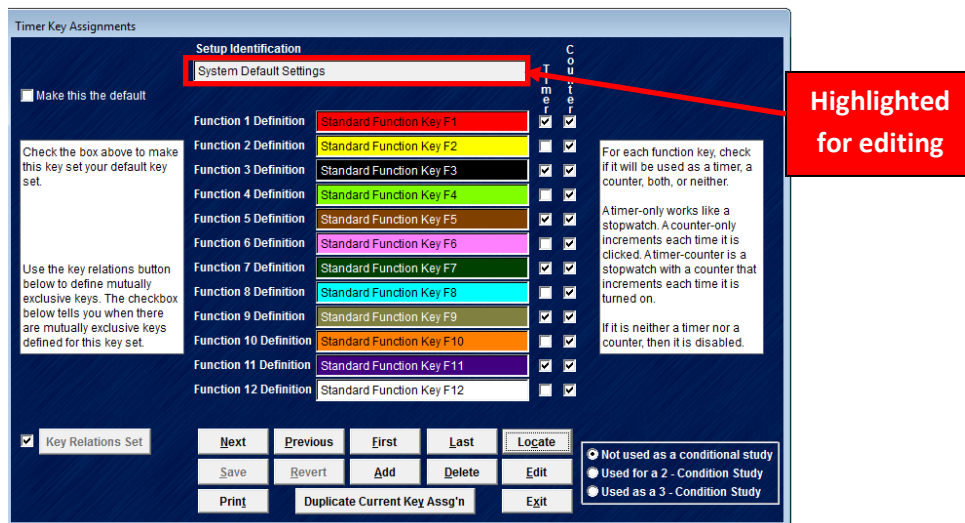 Timer Key Assignments
Setup Identification
System Default Settings
Timer
Counter
Make this the default
Highlighted
for editing
Check the box above to make
this key set your default key
set.
Use the key relations button
below to define mutually
exclusive keys. The checkbox
below tells you when there
are mutually exclusive keys
defined for this key set.
Function 1 Definition Standard Function Key F1
Function 2 Definition Standard Function Key F2
Function 3 Definition Standard Function Key F3
Function 4 Definition Standard Function Key F4
Function 5 Definition Standard Function Key F5
Function 6 Definition Standard Function Key F6
Function 7 Definition Standard Function Key F7
Function 8 Definition Standard Function Key F8
Function 9 Definition Standard Function Key F9
Function 10 Definition Standard Function Key F10
Function 11 Definition Standard Function Key F11
Function 12 Definition Standard Function Key F12
For each function key, check
if it will be used as a timer, a
counter, both, or neither.
A timer-only works like a
stopwatch. A counter-only
increments each time it is
clicked. A timer-counter is a
stopwatch with a counter that
increments each time it is
turned on.
If it is neither a timer nor a
counter, then it is disabled.
Key Relations Set
Next Previous First Last Locate
Save Revert Add Delete Edit
Print Duplicate Current Key Assg'n Exit
Not used as a conditional study
Used for a 2 - Condition Study
Used as a 3 - Condition Study